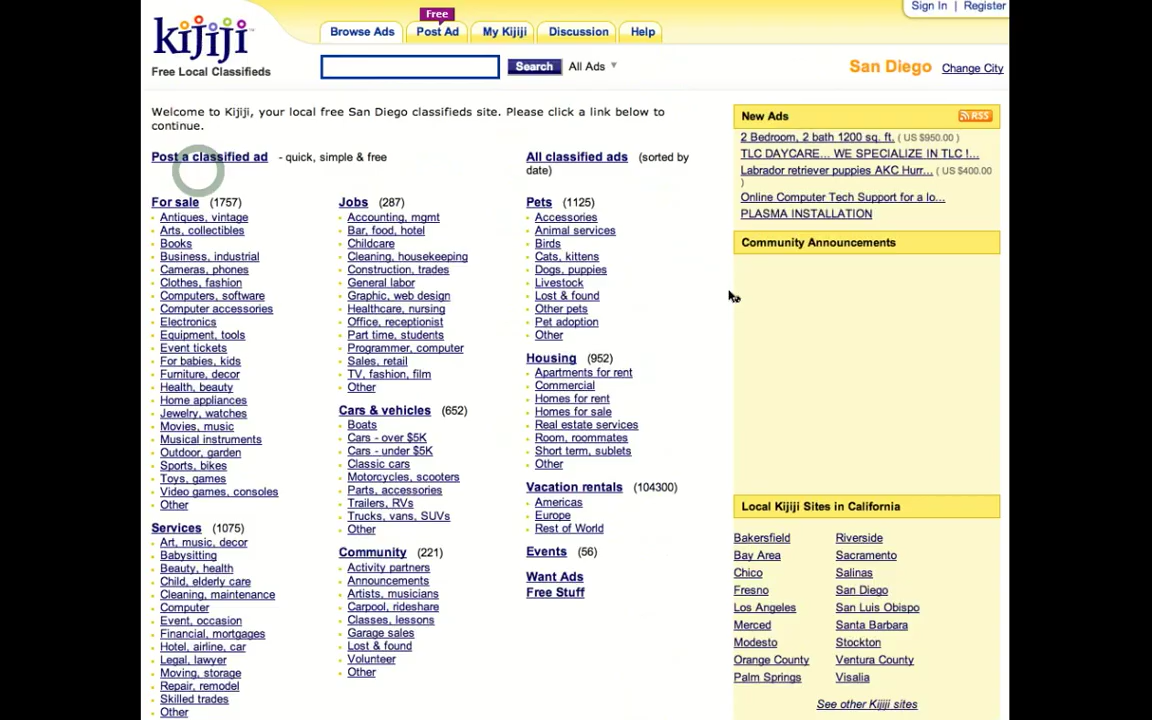 Sign In | Register
Free
Browse Ads
Post Ad
My Kijiji
Discussion
Help
kijiji
Free Local Classifieds
Search
All Ads
San Diego
Change City
Welcome to Kijiji, your local free San Diego classifieds site. Please click a link below to
continue.
Post a classified ad - quick, simple & free
All classified ads (sorted by
date)
For sale (1757)
Antiques, vintage
Arts, collectibles
Books
Business, industrial
Cameras, phones
Clothes, fashion
Computers, software
Computer accessories
Electronics
Equipment, tools
Event tickets
For babies, kids
Furniture, decor
Health, beauty
Home appliances
Jewelry, watches
Movies, music
Musical instruments
Outdoor, garden
Sports, bikes
Toys, games
Video games, consoles
Other
Services (1075)
Art, music, decor
Babysitting
Beauty, health
Child, elderly care
Cleaning, maintenance
Computer
Event, occasion
Financial, mortgages
Hotel, airline, car
Legal, lawyer
Moving, storage
Repair, remodel
Skilled trades
Other
Jobs (287)
Accounting, mgmt
Bar, food, hotel
Childcare
Cleaning, housekeeping
Construction, trades
General labor
Graphic, web design
Healthcare, nursing
Office, receptionist
Part time, students
Programmer, computer
Sales, retail
TV, fashion, film
Other
Cars & vehicles (652)
Boats
Cars - over $5K
Cars - under $5K
Classic cars
Motorcycles, scooters
Parts, accessories
Trailers, RVs
Trucks, vans, SUVs
Other
Community (221)
Activity partners
Announcements
Artists, musicians
Carpool, rideshare
Classes, lessons
Garage sales
Lost & found
Volunteer
Other
Pets (1125)
Accessories
Animal services
Birds
Cats, kittens
Dogs, puppies
Livestock
Lost & found
Other pets
Pet adoption
Other
Housing (952)
Apartments for rent
Commercial
Homes for rent
Homes for sale
Real estate services
Room, roommates
Short term, sublets
Other
Vacation rentals (104300)
Americas
Europe
Rest of World
Events (56)
Want Ads
Free Stuff
New Ads
RSS
2 Bedroom, 2 bath 1200 sq. ft. ( US $950.00 )
TLC DAYCARE... WE SPECIALIZE IN TLC !...
Labrador retriever puppies AKC Hurr... ( US $400.00
)
Online Computer Tech Support for a lo...
PLASMA INSTALLATION
Community Announcements
Local Kijiji Sites in California
Bakersfield
Bay Area
Chico
Fresno
Los Angeles
Merced
Modesto
Orange County
Palm Springs
Riverside
Sacramento
Salinas
San Diego
San Luis Obispo
Santa Barbara
Stockton
Ventura County
Visalia
See other Kijiji sites